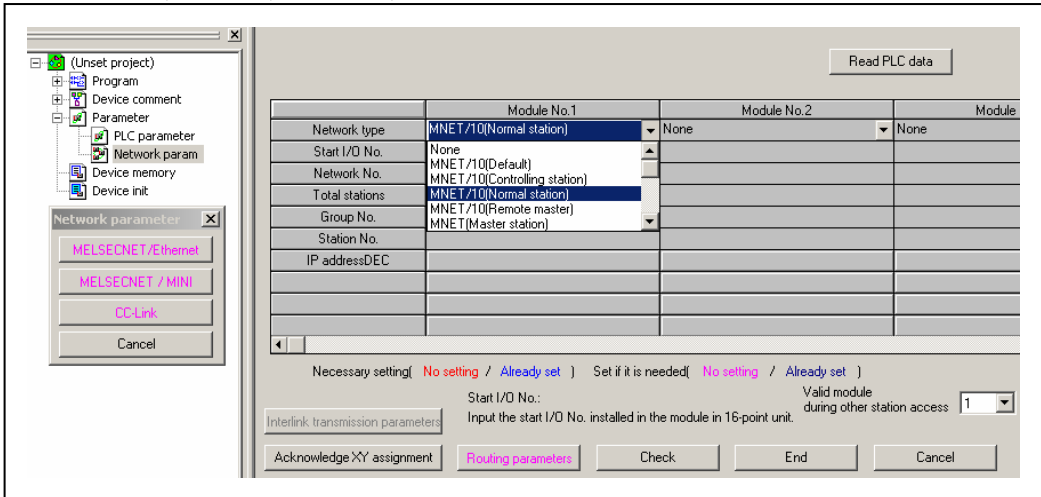 (Unset project)
Program
Device comment
Parameter
PLC parameter
Network param
Device memory
Device init
Network parameter
MELSECNET/Ethernet
MELSECNET / MINI
CC-Link
Cancel
Read PLC data
Module No.1 Module No.2 Module
Network type MNET/10(Normal station) None None
Start I/O No. None
Network No. MNET/10(Default)
MNET/10(Controlling station)
Total stations MNET/10(Normal station)
Group No. MNET/10(Remote master)
MNET(Master station)
Station No.
IP addressDEC
Necessary setting( No setting / Already set ) Set if it is needed( No setting / Already set )
Start I/O No.: Valid module
Input the start I/O No. installed in the module in 16-point unit. during other station access 1
Interlink transmission parameters
Acknowledge XY assignment Routing parameters Check End Cancel